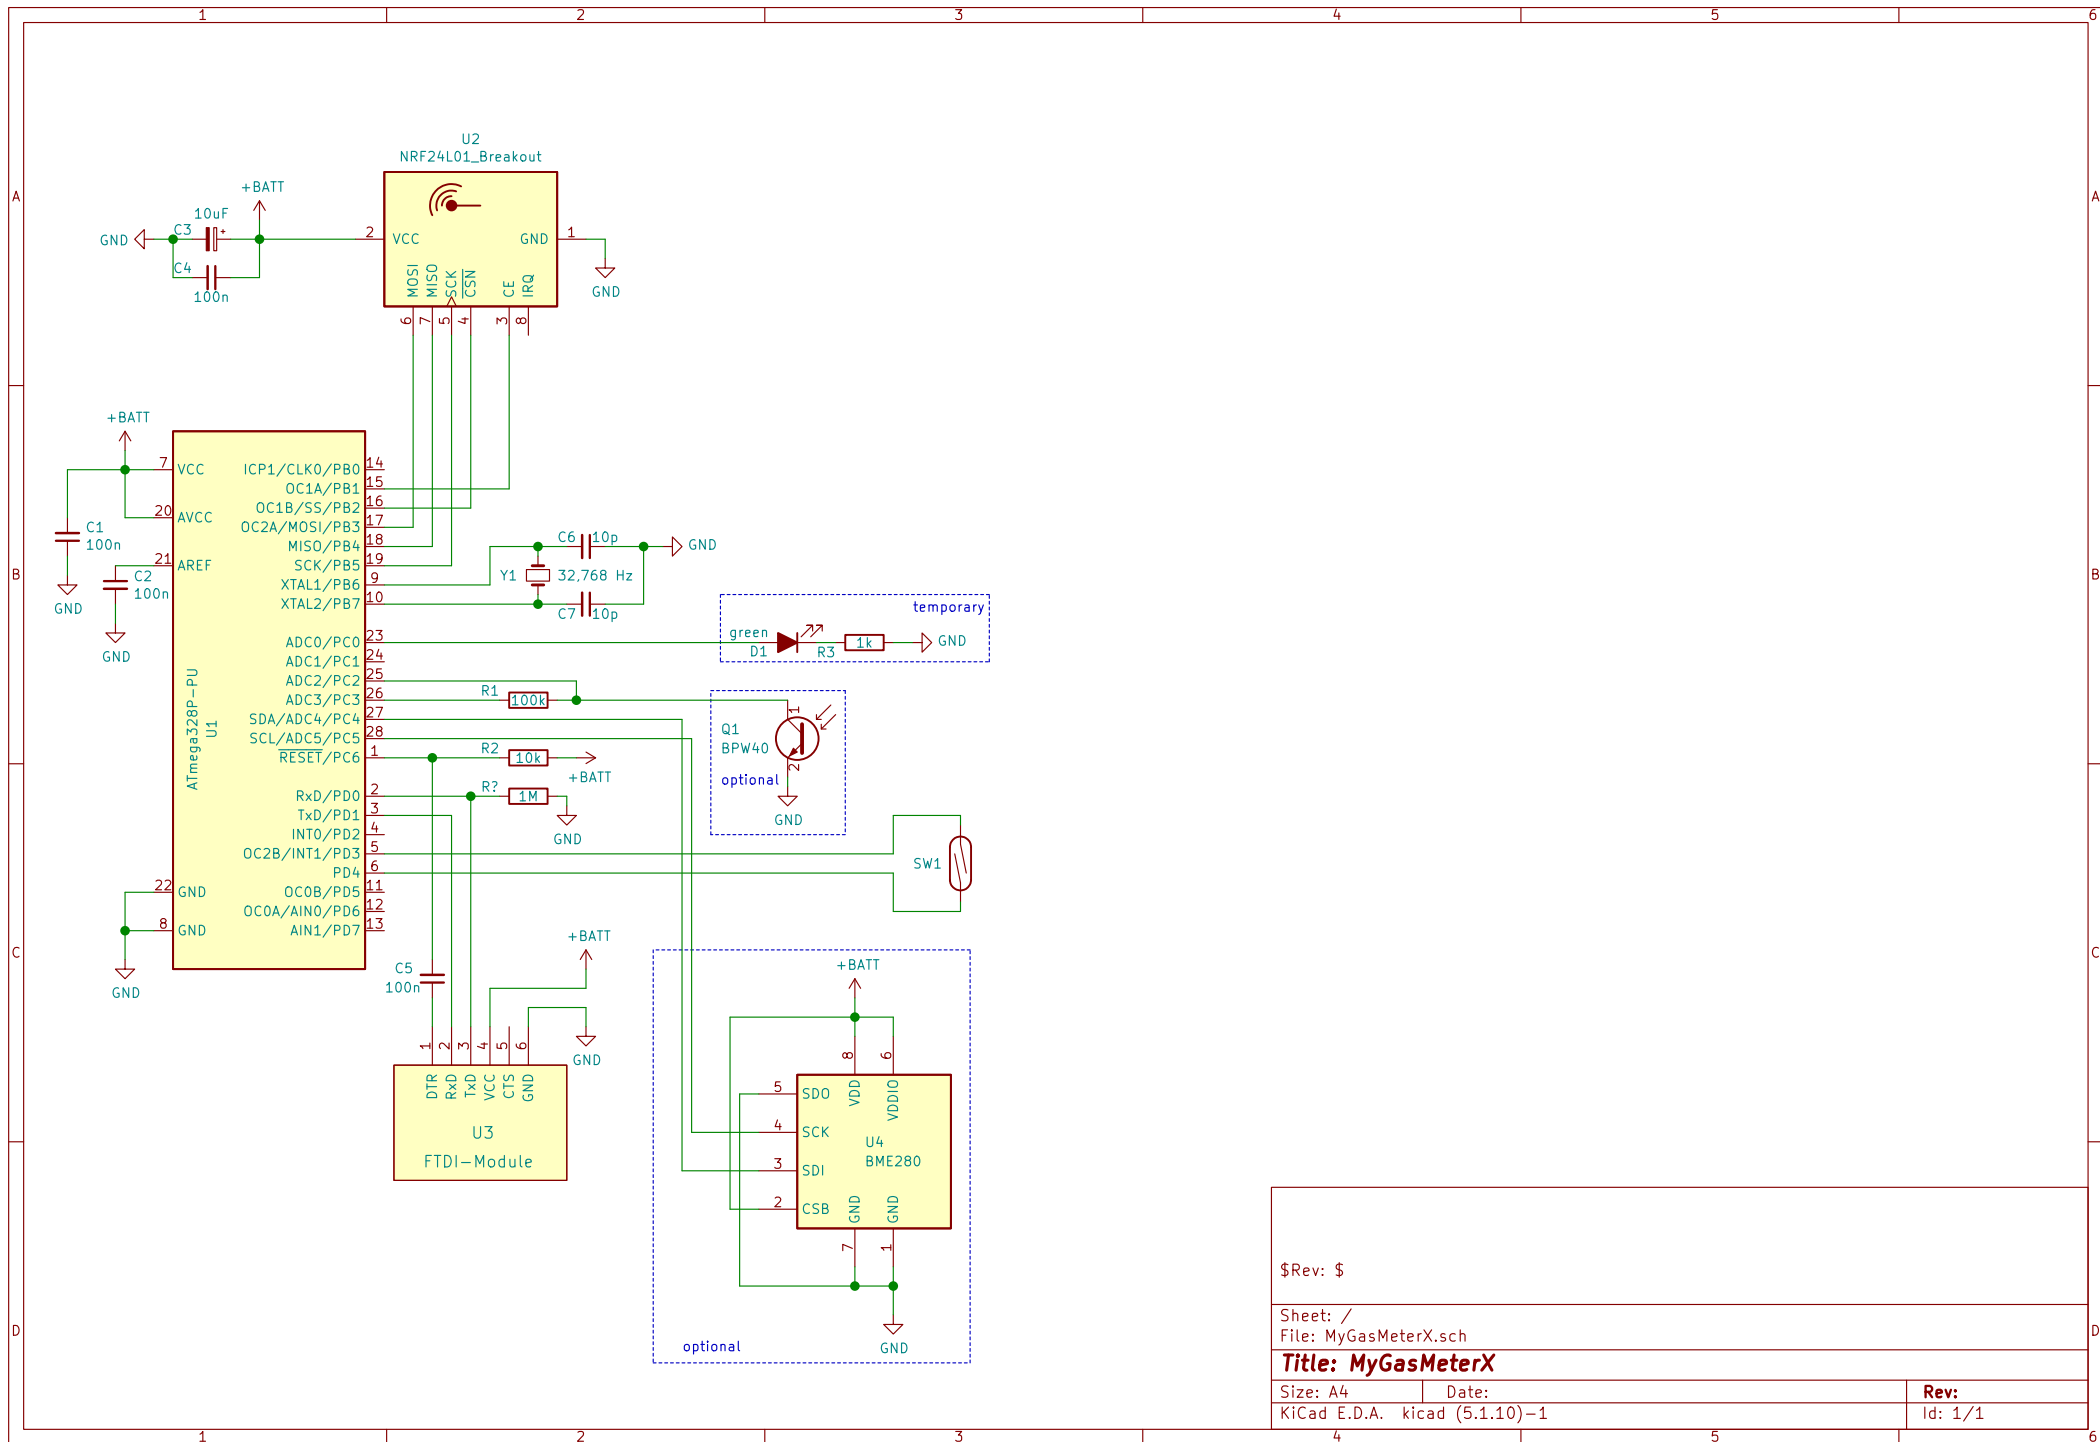 1 2 3 4 5 6
A A
B B
C C
D D
U2
NRF24L01_Breakout
+BATT
10uF
C3
+
GND
C4
100n
2
VCC
GND
1
GND
MOSI
MISO
SCK
CSN
CE
IRQ
6
7
5
4
3
8
+BATT
7
VCC
20
AVCC
21
AREF
C1
100n
GND
C2
100n
GND
ATmega328P-PU
U1
22
GND
8
GND
GND
ICP1/CLK0/PB0
14
OC1A/PB1
15
OC1B/SS/PB2
16
OC2A/MOSI/PB3
17
MISO/PB4
18
SCK/PB5
19
XTAL1/PB6
9
XTAL2/PB7
10
ADC0/PC0
23
ADC1/PC1
24
ADC2/PC2
25
ADC3/PC3
26
SDA/ADC4/PC4
27
SCL/ADC5/PC5
28
RESET/PC6
1
RxD/PD0
2
TxD/PD1
3
INT0/PD2
4
OC2B/INT1/PD3
5
PD4
6
OC0B/PD5
11
OC0A/AIN0/PD6
12
AIN1/PD7
13
C6
10p
GND
Y1
32,768 Hz
C7
10p
temporary
green
D1
R3
1k
GND
R1
100k
Q1
BPW40
1
2
optional
GND
R2
10k
+BATT
R?
1M
GND
SW1
C5
100n
+BATT
GND
1
2
3
4
5
6
DTR
RxD
TxD
VCC
CTS
GND
U3
FTDI-Module
+BATT
8
6
VDD
VDDIO
5
SDO
4
SCK
3
SDI
2
CSB
U4
BME280
GND
GND
7
1
GND
optional
$Rev: $
Sheet: /
File: MyGasMeterX.sch
Title: MyGasMeterX
Size: A4
Date:
Rev:
KiCad E.D.A. kicad (5.1.10)-1
Id: 1/1
1 2 3 4 5 6